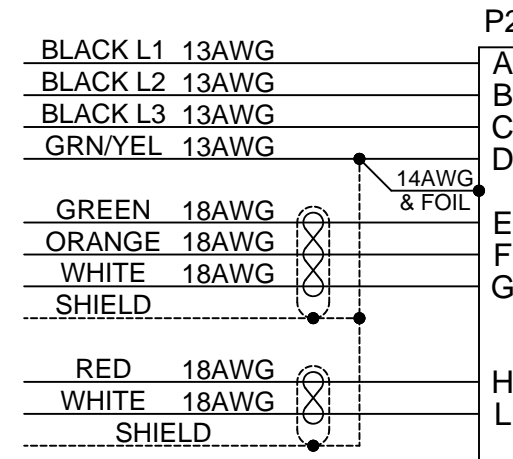 P2
BLACK L1 13AWG A
BLACK L2 13AWG B
BLACK L3 13AWG C
GRN/YEL 13AWG D
14AWG
& FOIL
GREEN 18AWG E
ORANGE 18AWG F
WHITE 18AWG G
SHIELD
RED 18AWG H
WHITE 18AWG L
SHIELD